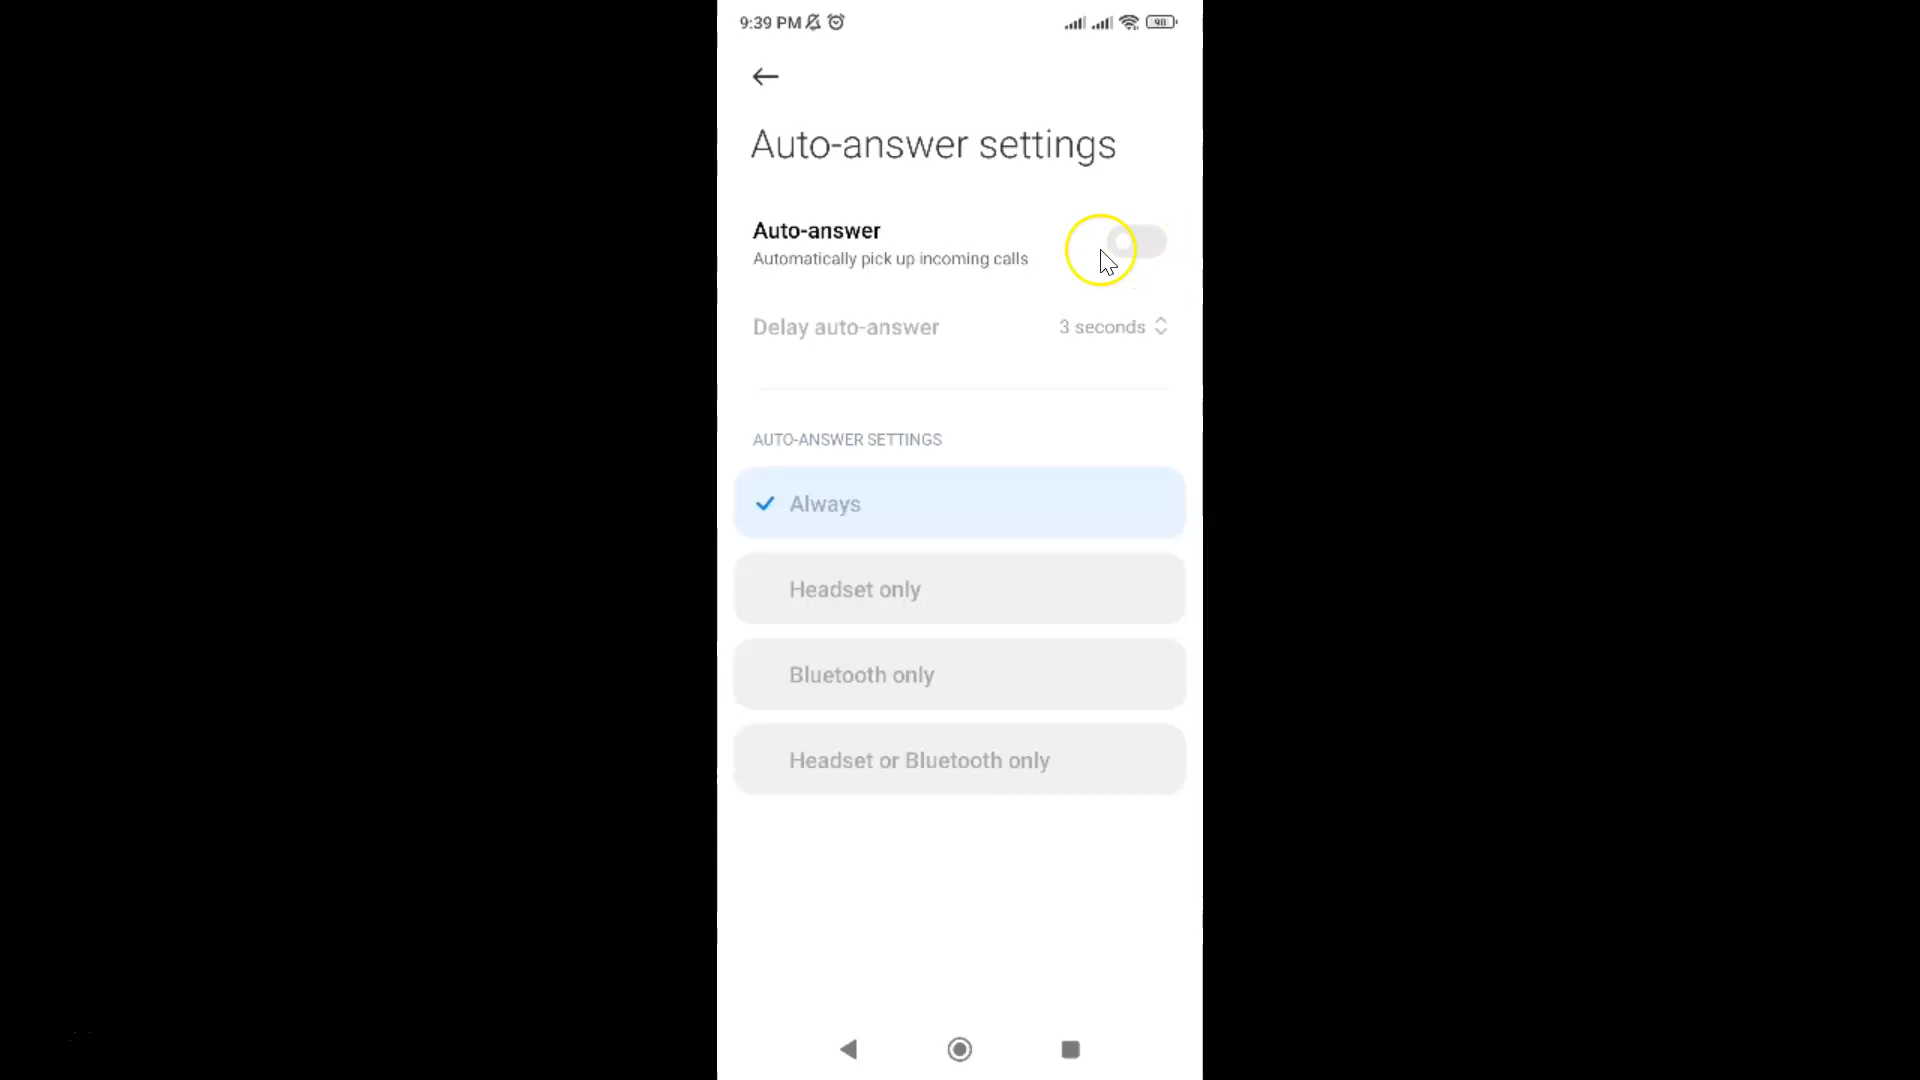 9:39 PM
90
Auto-answer settings
Auto-answer
Automatically pick up incoming calls
Delay auto-answer 3 seconds
AUTO-ANSWER SETTINGS
Always
Headset only
Bluetooth only
Headset or Bluetooth only